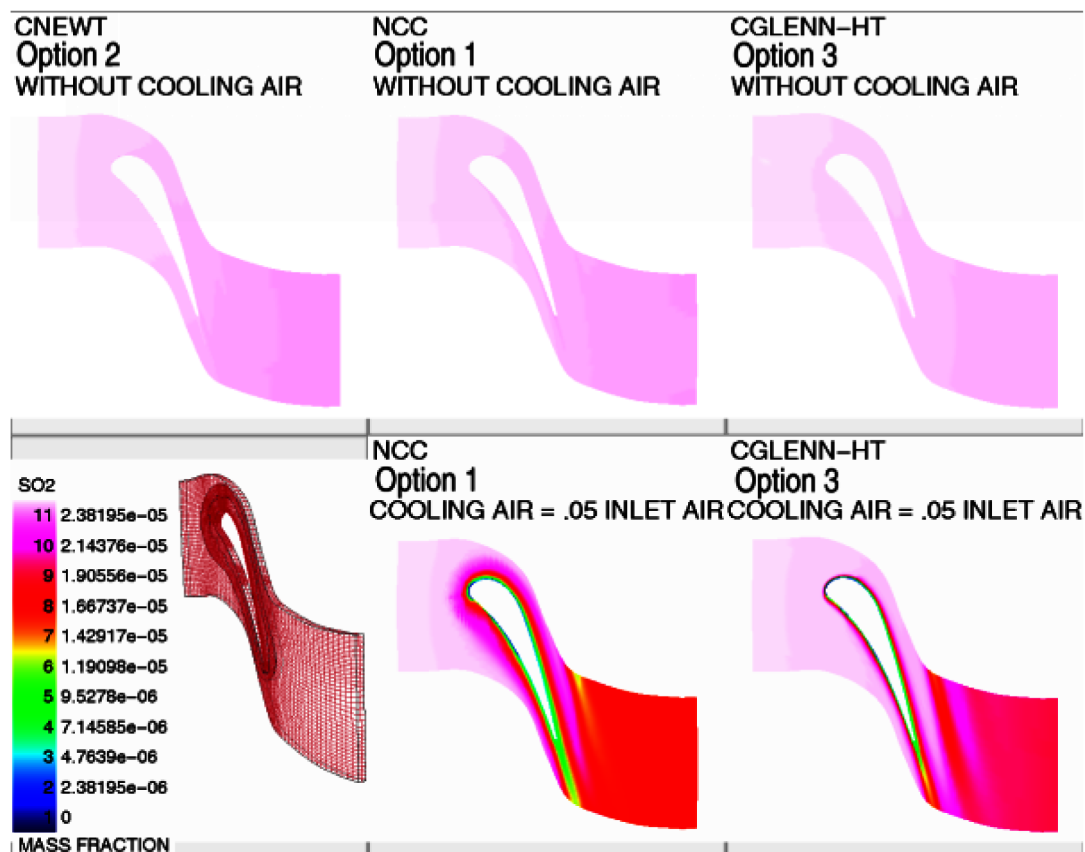 CNEWT
Option 2
WITHOUT COOLING AIR
NCC
Option 1
WITHOUT COOLING AIR
CGLENN-HT
Option 3
WITHOUT COOLING AIR
SO2
11 2.38195e-05
10 2.14376e-05
9 1.90556e-05
8 1.66737e-05
7 1.42917e-05
6 1.19098e-05
5 9.5278e-06
4 7.14585e-06
3 4.7639e-06
2 2.38195e-06
1 0
MASS FRACTION
NCC
Option 1
COOLING AIR = .05 INLET AIR
CGLENN-HT
Option 3
COOLING AIR = .05 INLET AIR